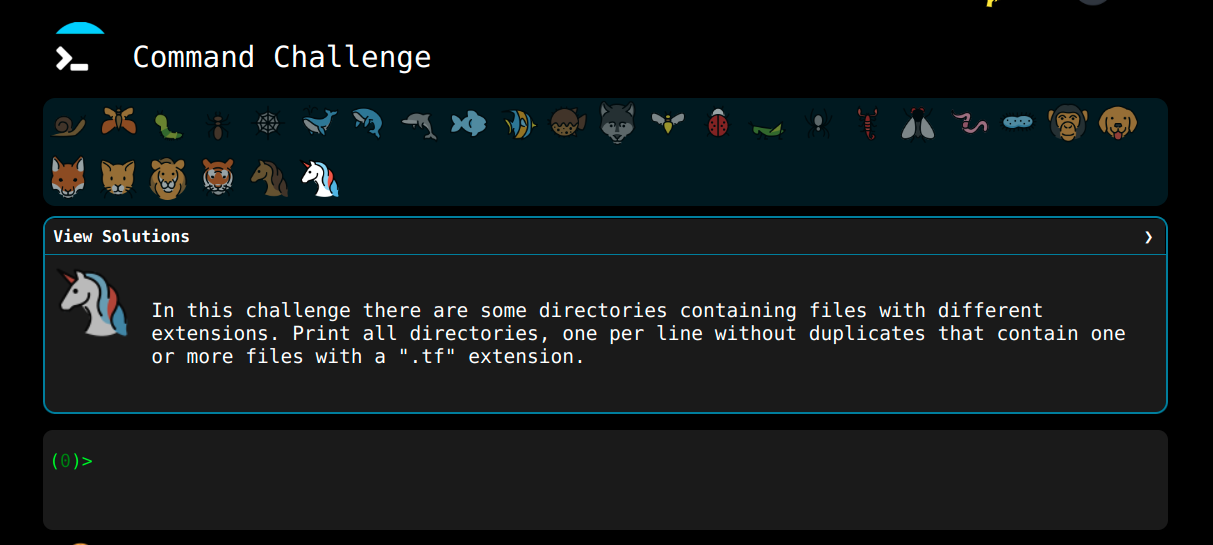 Command Challenge
View Solutions
In this challenge there are some directories containing files with different
extensions. Print all directories, one per line without duplicates that contain one
or more files with a ".tf" extension.
(0)>